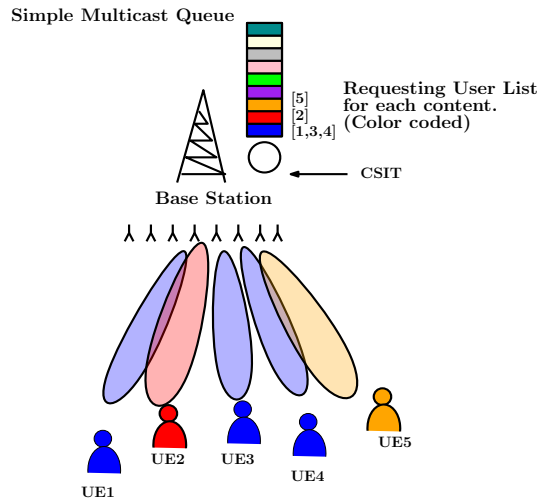 Simple Multicast Queue
[5]
[2]
[1,3,4]
Requesting User List
for each content.
(Color coded)
CSIT
Base Station
UE1
UE2
UE3
UE4
UE5